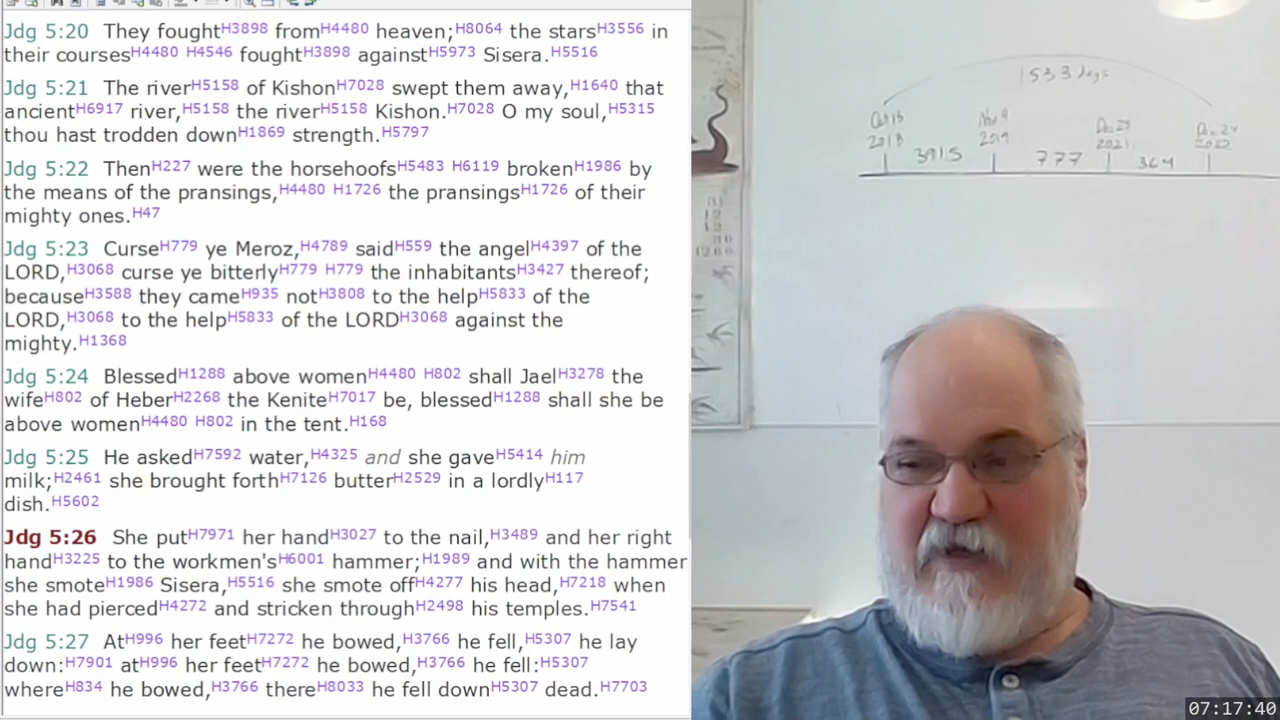 Jdg 5:20 They foughtH3898 fromH4480 heaven;H8064 the starsH3556 in
their coursesH4480 H4546 foughtH3898 againstH5973 Sisera.H5516
Jdg 5:21 The riverH5158 of KishonH7028 swept them away,H1640 that
ancientH6917 river,H5158 the riverH5158 Kishon.H7028 O my soul,H5315
thou hast trodden downH1869 strength.H5797
Jdg 5:22 ThenH227 were the horsehoofsH5483 H6119 brokenH1986 by
the means of the pransings,H4480 H1726 the pransingsH1726 of their
mighty ones.H47
Jdg 5:23 CurseH779 ye Meroz,H4789 saidH559 the angelH4397 of the
LORD,H3068 curse ye bitterlyH779 H779 the inhabitantsH3427 thereof;
becauseH3588 they cameH935 notH3808 to the helpH5833 of the
LORD,H3068 to the helpH5833 of the LORDH3068 against the
mighty.H1368
Jdg 5:24 BlessedH1288 above womenH4480 H802 shall JaelH3278 the
wifeH802 of HeberH2268 the KeniteH7017 be, blessedH1288 shall she be
above womenH4480 H802 in the tent.H168
Jdg 5:25 He askedH7592 water,H4325 and she gaveH5414 him
milk;H2461 she brought forthH7126 butterH2529 in a lordlyH117
dish.H5602
Jdg 5:26 She putH7971 her handH3027 to the nail,H3489 and her right
handH3225 to the workmen'sH6001 hammer;H1989 and with the hammer
she smoteH1986 Sisera,H5516 she smote offH4277 his head,H7218 when
she had piercedH4272 and stricken throughH2498 his temples.H7541
Jdg 5:27 AtH996 her feetH7272 he bowed,H3766 he fell,H5307 he lay
down:H7901 atH996 her feetH7272 he bowed,H3766 he fell:H5307
whereH834 he bowed,H3766 thereH8033 he fell downH5307 dead.H7703
1533 days
2018 2019 2021 2022
777 364
12
12
30
1260
07:17:40